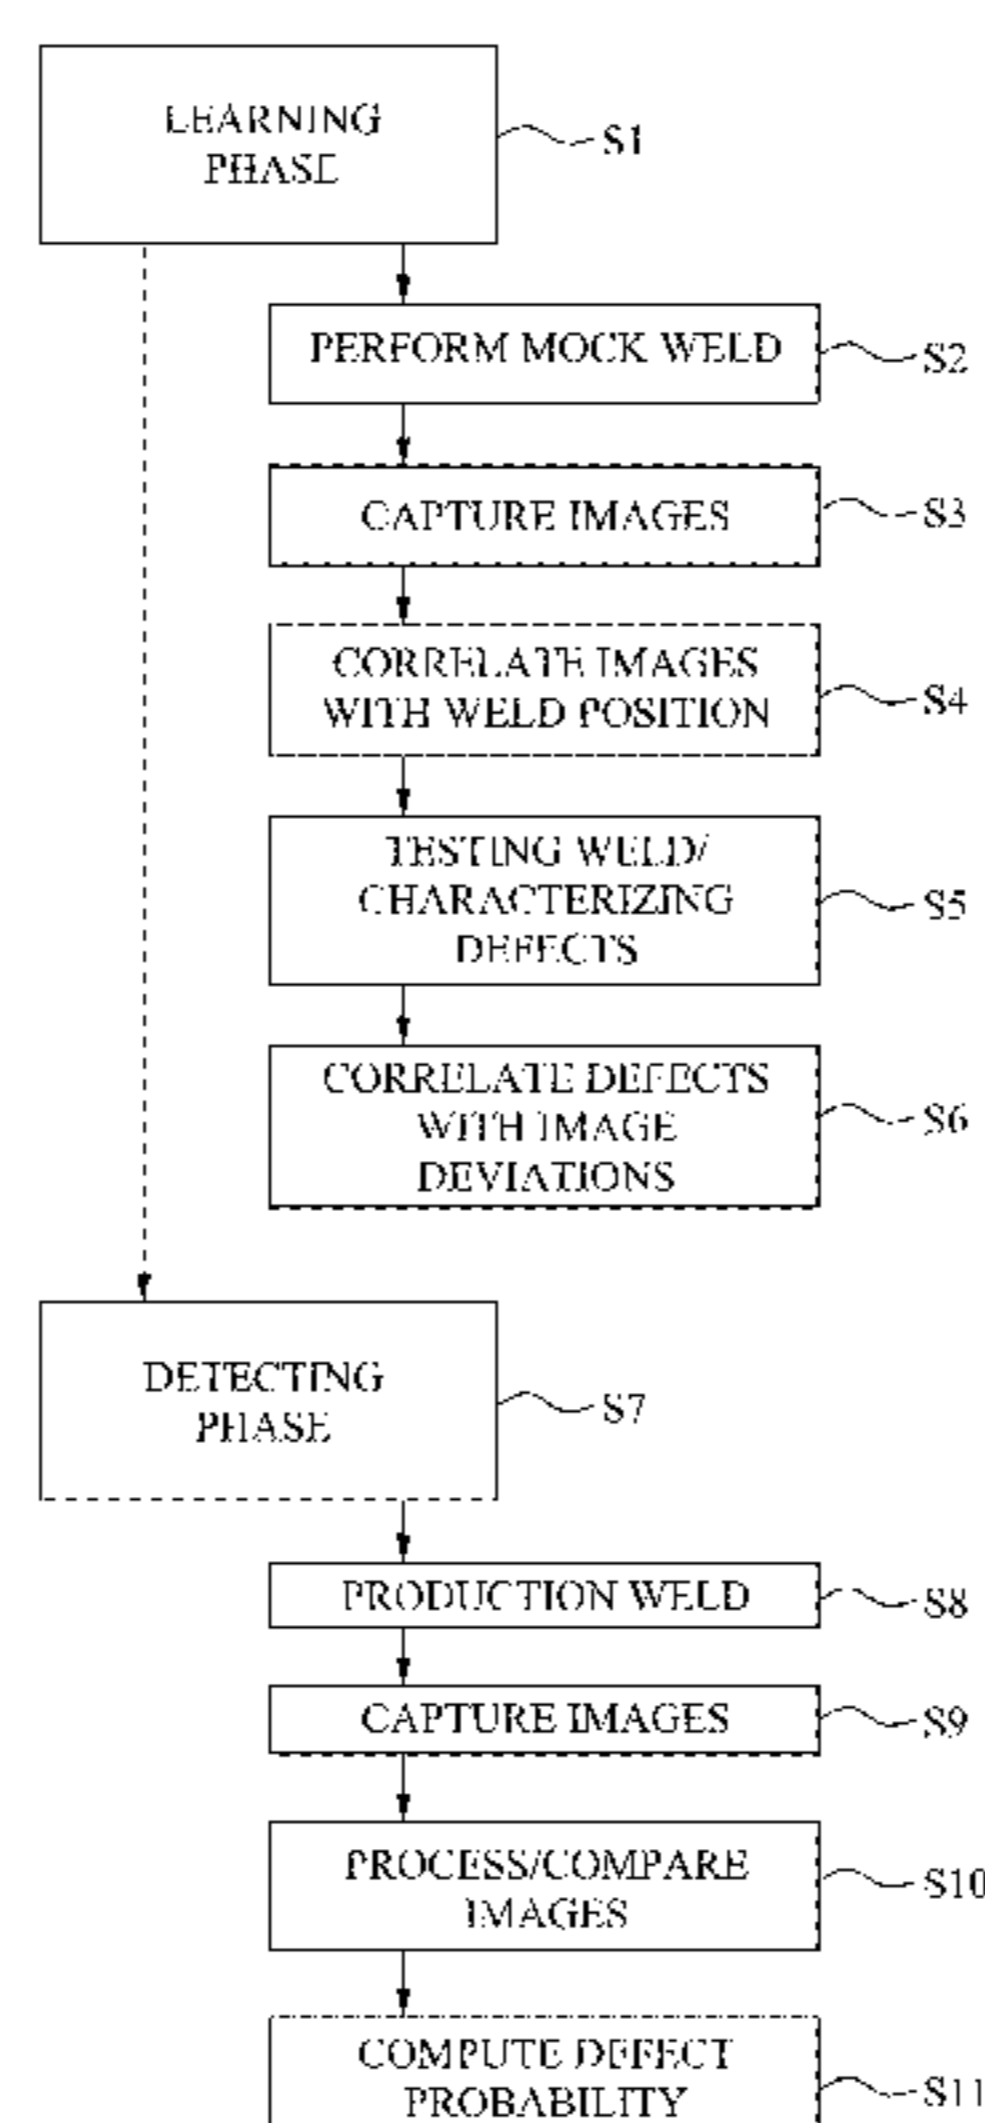 LEARNING
PHASE
S1
PERFORM MOCK WELD
S2
CAPTURE IMAGES
S3
CORRELATE IMAGES
WITH WELD POSITION
S4
TESTING WELD/
CHARACTERIZING
DEFECTS
S5
CORRELATE DEFECTS
WITH IMAGE
DEVIATIONS
S6
DETECTING
PHASE
S7
PRODUCTION WELD
S8
CAPTURE IMAGES
S9
PROCESS/COMPARE
IMAGES
S10
COMPUTE DEFECT
PROBABILITY
S11